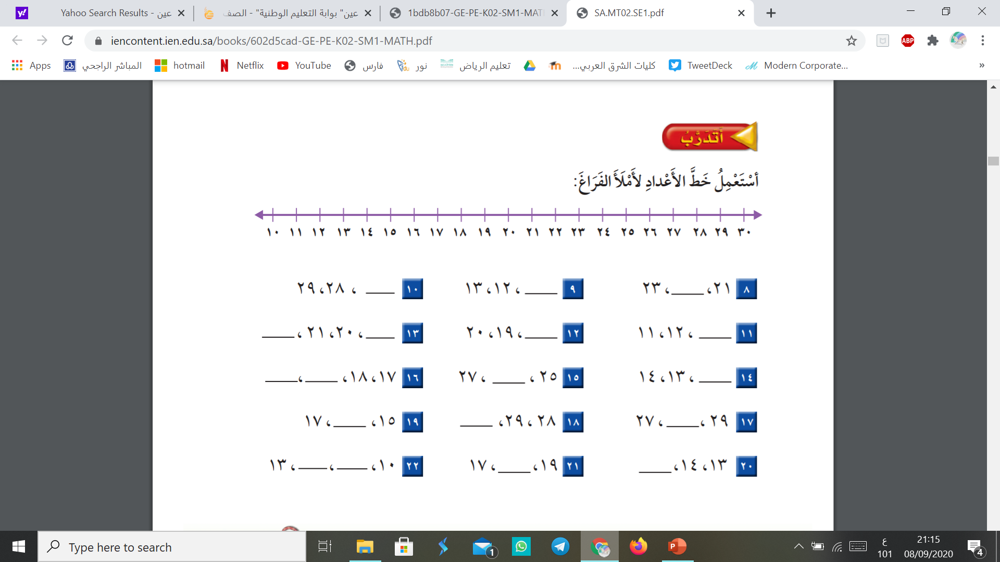 عين - Yahoo Search Results
عين" بوابة التعليم الوطنية" - الصف
1bdb8b07-GE-PE-K02-SM1-MATH
SA.MT02.SE1.pdf
iencontent.ien.edu.sa/books/602d5cad-GE-PE-K02-SM1-MATH.pdf
ABP
Apps
المباشر الراجحي
hotmail
Netflix
YouTube
فارس
نور
تعليم الرياض
كليات الشرق العربي...
TweetDeck
Modern Corporate...
»
أَتَدَرَّبُ
أَسْتَعْمِلُ خَطَّ الأَعْدادِ لأَمْلَأَ الفَرَاغَ:
١٠ ١١ ١٢ ١٣ ١٤ ١٥ ١٦ ١٧ ١٨ ١٩ ٢٠ ٢١ ٢٢ ٢٣ ٢٤ ٢٥ ٢٦ ٢٧ ٢٨ ٢٩ ٣٠
٨ ٢١، ____، ٢٣
٩ ____، ١٢، ١٣
١٠ ____، ٢٨، ٢٩
١١ ____، ١٢، ١١
١٢ ____، ١٩، ٢٠
١٣ ____، ٢٠، ٢١، ____
١٤ ____، ١٣، ١٤
١٥ ٢٥، ____، ٢٧
١٦ ١٧، ١٨، ____، ____
١٧ ٢٩، ____، ٢٧
١٨ ٢٨، ٢٩، ____
١٩ ١٥، ____، ١٧
٢٠ ١٣، ١٤، ____
٢١ ١٩، ____، ١٧
٢٢ ١٠، ____، ____، ١٣
Type here to search
1
ع
101
21:15
08/09/2020
4